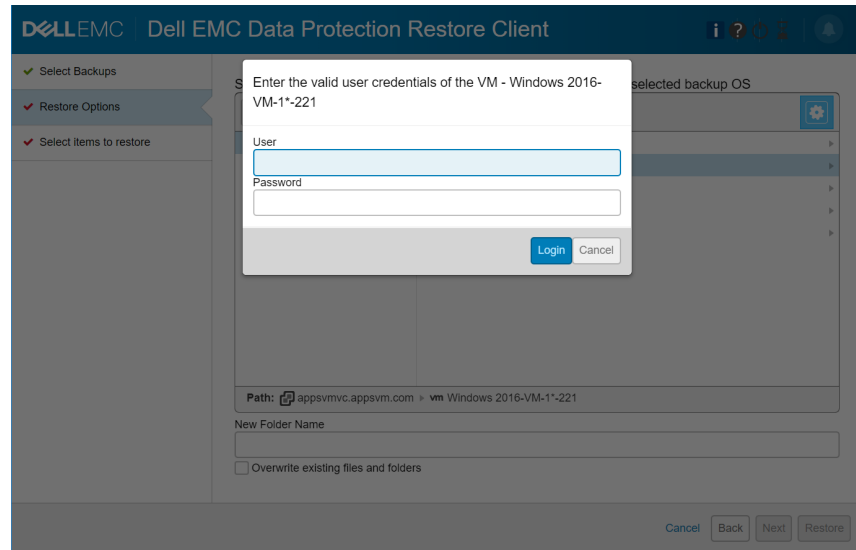 DELLEMC Dell EMC Data Protection Restore Client
Select Backups
Restore Options
Select items to restore
S
selected backup OS
Enter the valid user credentials of the VM - Windows 2016-
VM-1*-221
User
Password
Login Cancel
Path: appsvmvc.appsvm.com vm Windows 2016-VM-1*-221
New Folder Name
Overwrite existing files and folders
Cancel Back Next Restore